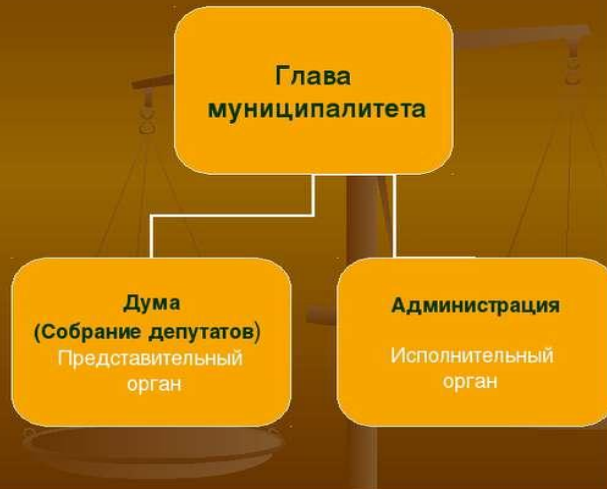 Глава
муниципалитета
Дума
(Собрание депутатов)
Представительный
орган
Администрация
Исполнительный
орган